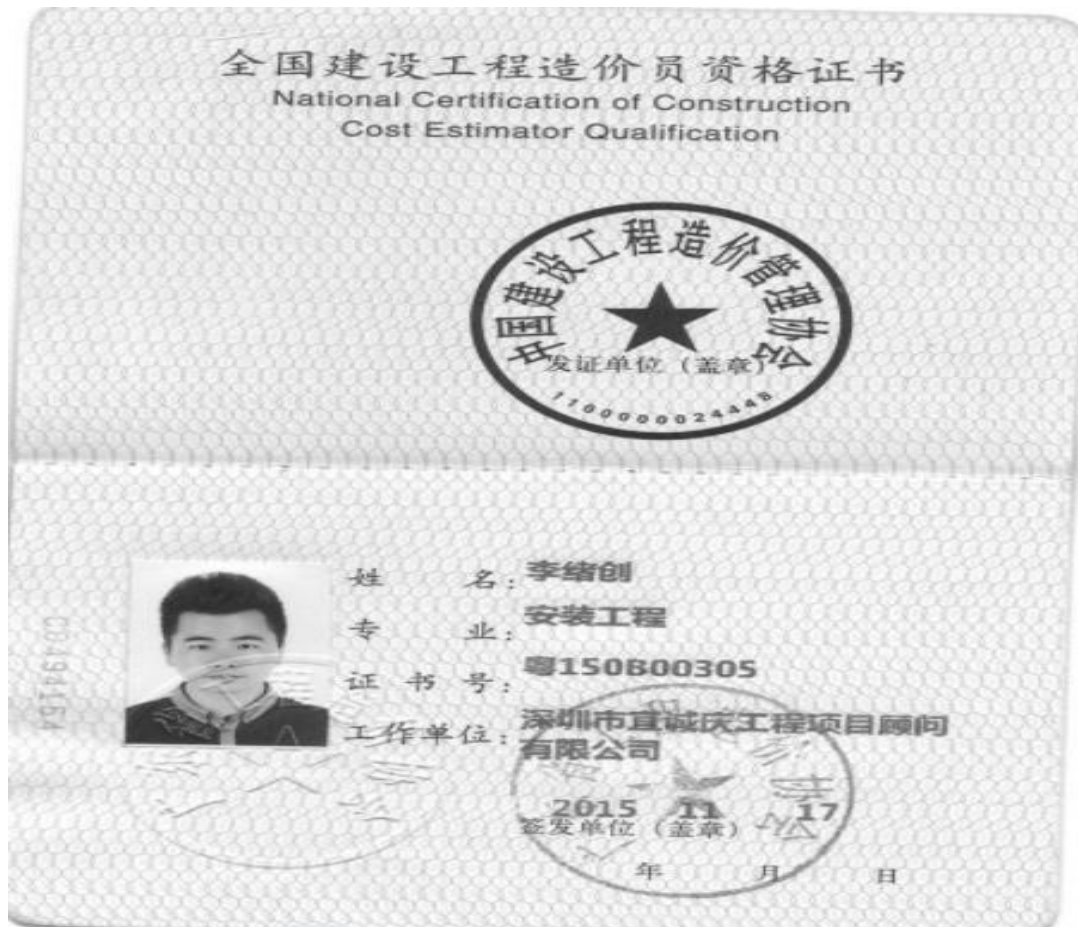 全国建设工程造价员资格证书
National Certification of Construction
Cost Estimator Qualification
中国建设工程造价管理协会
发证单位(盖章)
1100000024448
姓 名:李绪创
专 业:安装工程
证 书 号:粤150B00305
工作单位:深圳市宜诚庆工程项目顾问
有限公司
2015 11 17
签发单位(盖章)
年 月 日